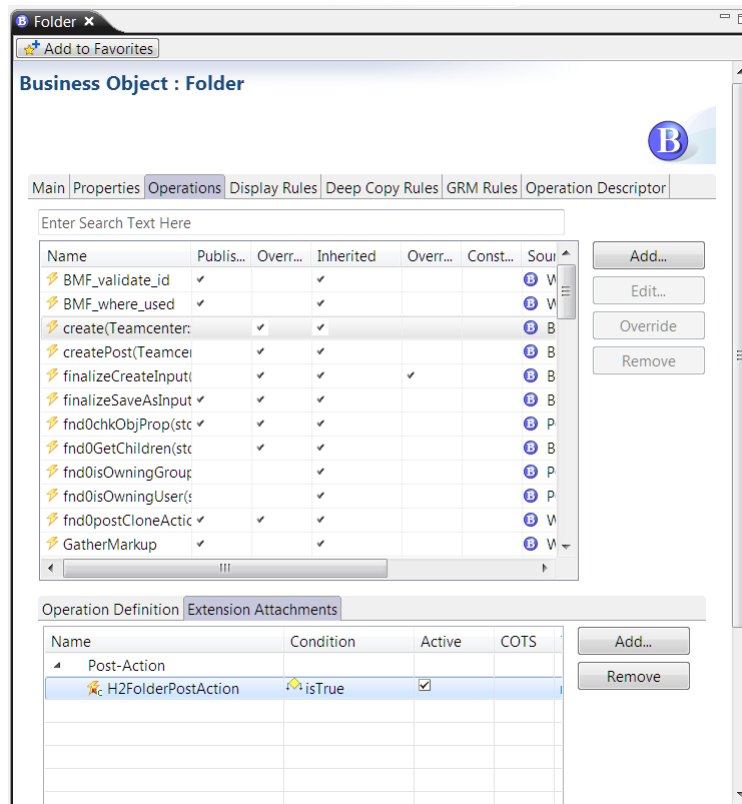 B Folder
Add to Favorites
Business Object : Folder
B
Main Properties Operations Display Rules Deep Copy Rules GRM Rules Operation Descriptor
Enter Search Text Here
Name Publis... Overr... Inherited Overr... Const... Sour
BMF_validate_id B W
BMF_where_used B W
create(Teamcenter: B B
createPost(Teamcer B B
finalizeCreateInput( B B
finalizeSaveAsInput B B
fnd0chkObjProp(stc B P
fnd0GetChildren(stc B B
fnd0isOwningGroup B P
fnd0isOwningUser(s B P
fnd0postCloneActic B W
GatherMarkup B W
Add...
Edit...
Override
Remove
Operation Definition Extension Attachments
Name Condition Active COTS
Post-Action
H2FolderPostAction isTrue
Add...
Remove